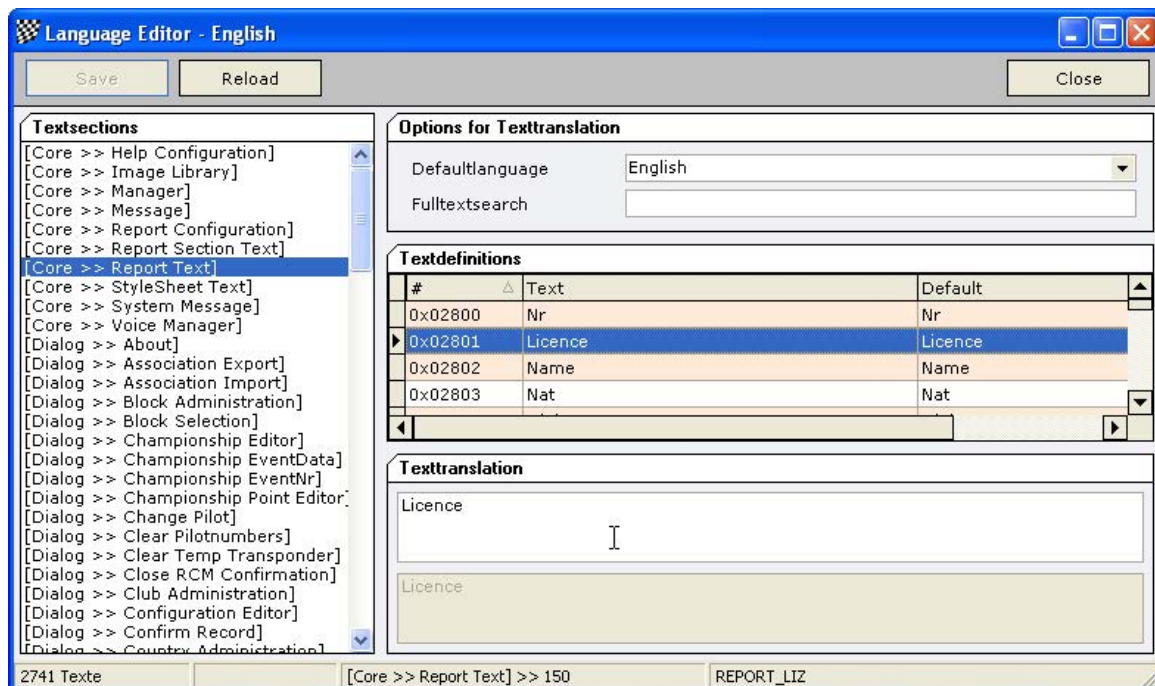 Language Editor - English
Save
Reload
Close
Textsections
[Core >> Help Configuration]
[Core >> Image Library]
[Core >> Manager]
[Core >> Message]
[Core >> Report Configuration]
[Core >> Report Section Text]
[Core >> Report Text]
[Core >> StyleSheet Text]
[Core >> System Message]
[Core >> Voice Manager]
[Dialog >> About]
[Dialog >> Association Export]
[Dialog >> Association Import]
[Dialog >> Block Administration]
[Dialog >> Block Selection]
[Dialog >> Championship Editor]
[Dialog >> Championship EventData]
[Dialog >> Championship EventNr]
[Dialog >> Championship Point Editor]
[Dialog >> Change Pilot]
[Dialog >> Clear Pilotnumbers]
[Dialog >> Clear Temp Transponder]
[Dialog >> Close RCM Confirmation]
[Dialog >> Club Administration]
[Dialog >> Configuration Editor]
[Dialog >> Confirm Record]
[Dialog >> Country Administration]
Options for Texttranslation
Defaultlanguage English
Fulltextsearch
Textdefinitions
# Text Default
0x02800 Nr Nr
0x02801 Licence Licence
0x02802 Name Name
0x02803 Nat Nat
Texttranslation
Licence
Licence
2741 Texte [Core >> Report Text] >> 150 REPORT_LIZ